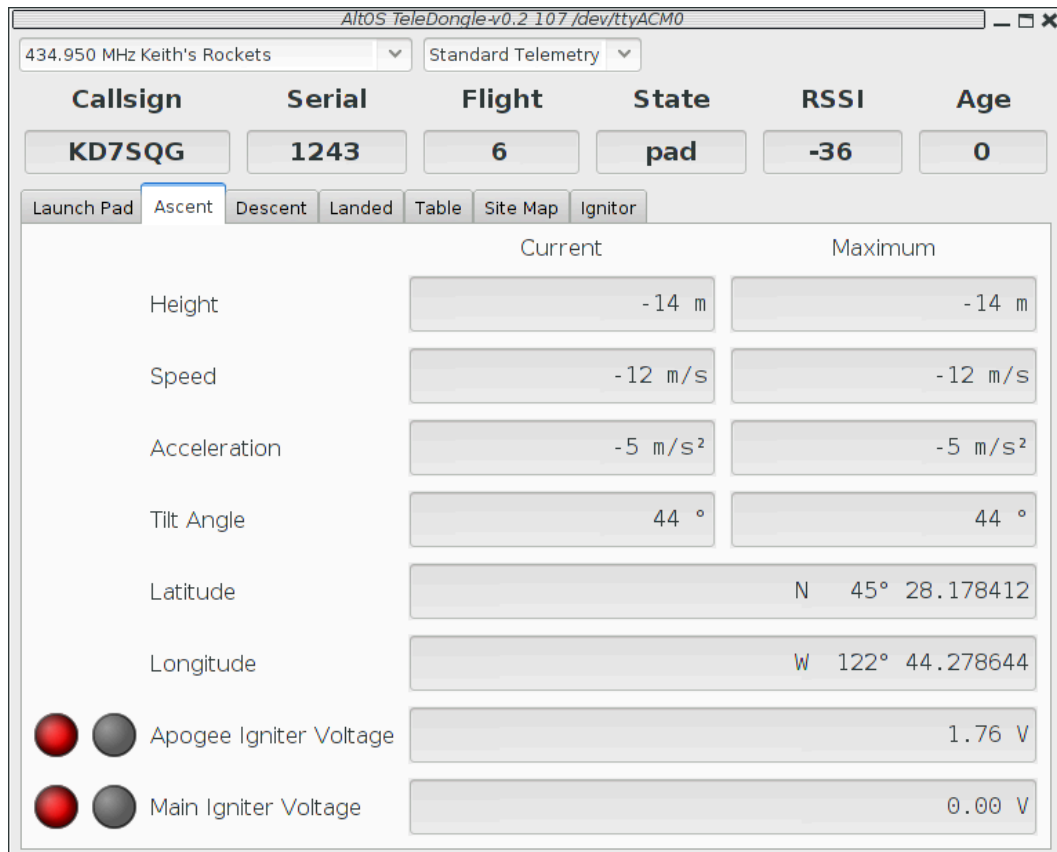 AltOS TeleDongle-v0.2 107 /dev/ttyACM0
434.950 MHz Keith's Rockets Standard Telemetry
Callsign Serial Flight State RSSI Age
KD7SQG 1243 6 pad -36 0
Launch Pad Ascent Descent Landed Table Site Map Ignitor
Current Maximum
Height -14 m -14 m
Speed -12 m/s -12 m/s
Acceleration -5 m/s² -5 m/s²
Tilt Angle 44 ° 44 °
Latitude N 45° 28.178412
Longitude W 122° 44.278644
Apogee Igniter Voltage 1.76 V
Main Igniter Voltage 0.00 V